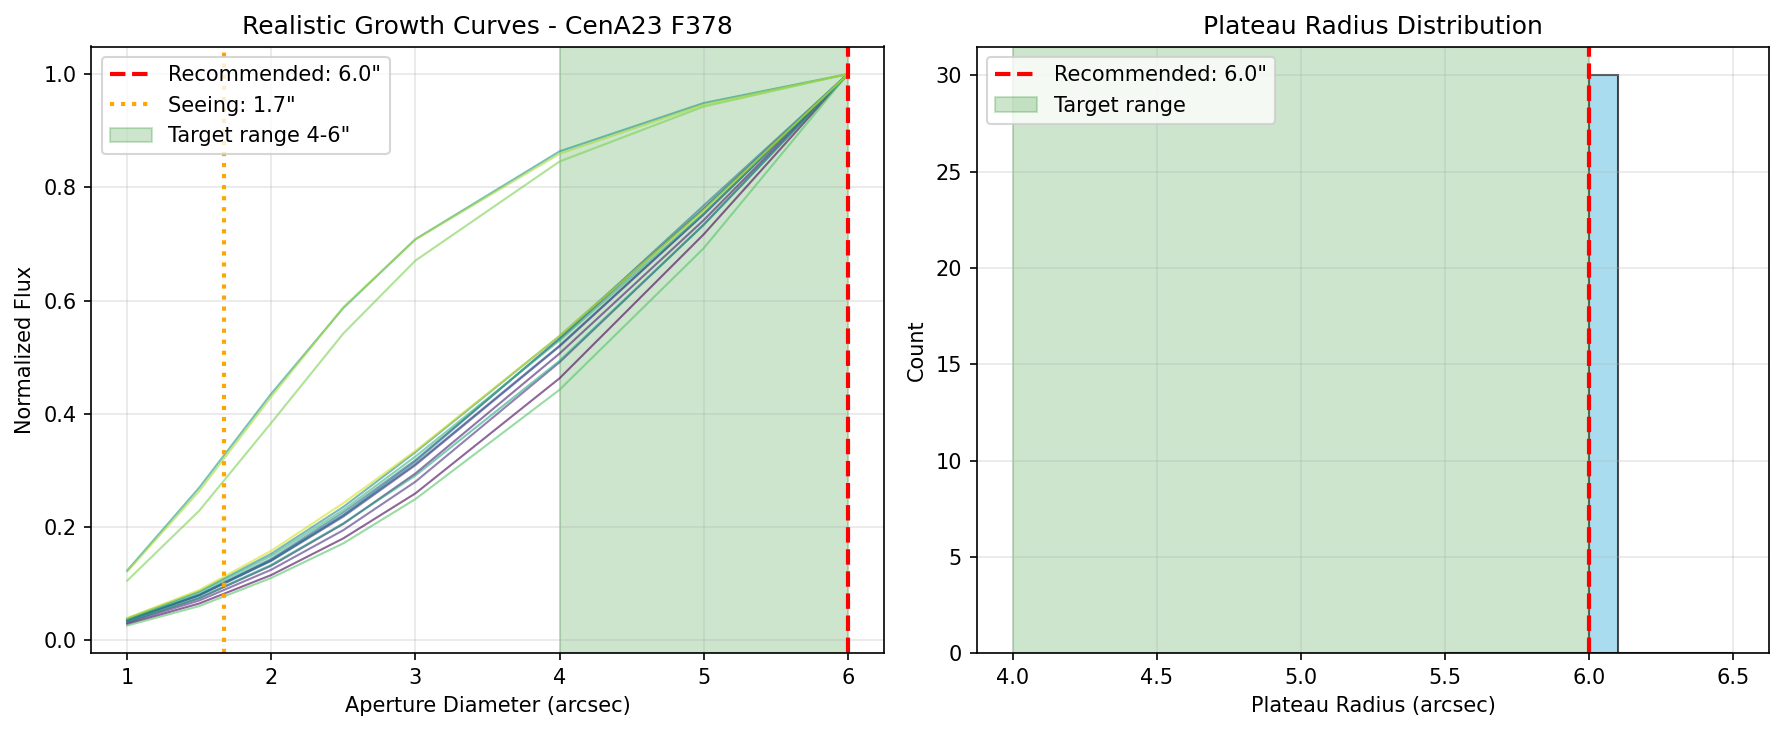 Realistic Growth Curves - CenA23 F378
Recommended: 6.0"
Seeing: 1.7"
Target range 4-6"
1.0
0.8
0.6
0.4
0.2
0.0
Normalized Flux
1 2 3 4 5 6
Aperture Diameter (arcsec)
Plateau Radius Distribution
Recommended: 6.0"
Target range
30
25
20
15
10
5
0
Count
4.0 4.5 5.0 5.5 6.0 6.5
Plateau Radius (arcsec)